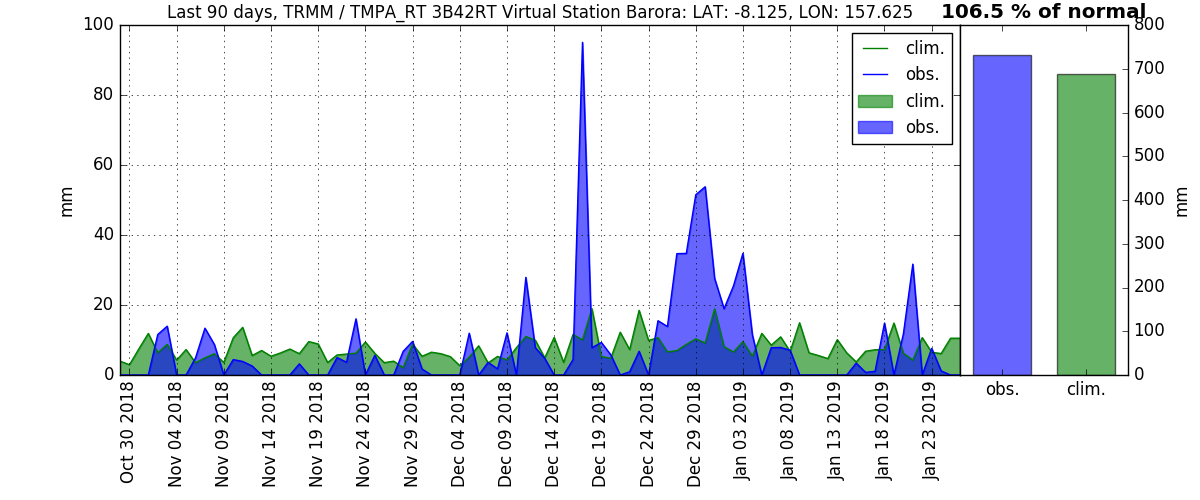 Last 90 days, TRMM / TMPA_RT 3B42RT Virtual Station Barora: LAT: -8.125, LON: 157.625
106.5 % of normal
mm
100
80
60
40
20
0
clim.
obs.
clim.
obs.
800
700
600
500
400
300
200
100
0
mm
obs.
clim.
Oct 30 2018
Nov 04 2018
Nov 09 2018
Nov 14 2018
Nov 19 2018
Nov 24 2018
Nov 29 2018
Dec 04 2018
Dec 09 2018
Dec 14 2018
Dec 19 2018
Dec 24 2018
Dec 29 2018
Jan 03 2019
Jan 08 2019
Jan 13 2019
Jan 18 2019
Jan 23 2019